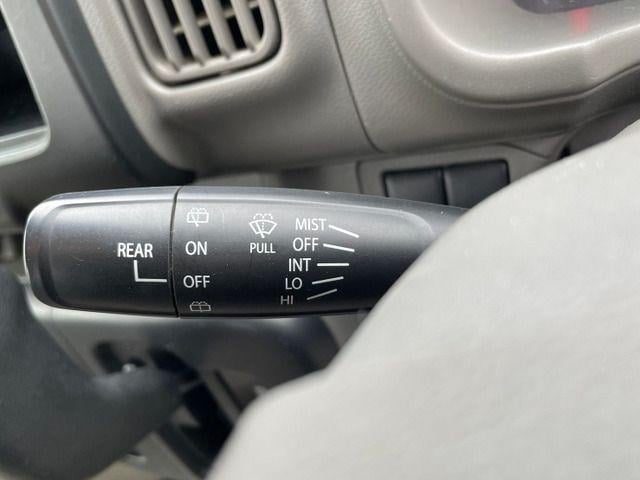 REAR
ON
OFF
PULL
MIST
OFF
INT
LO
HI